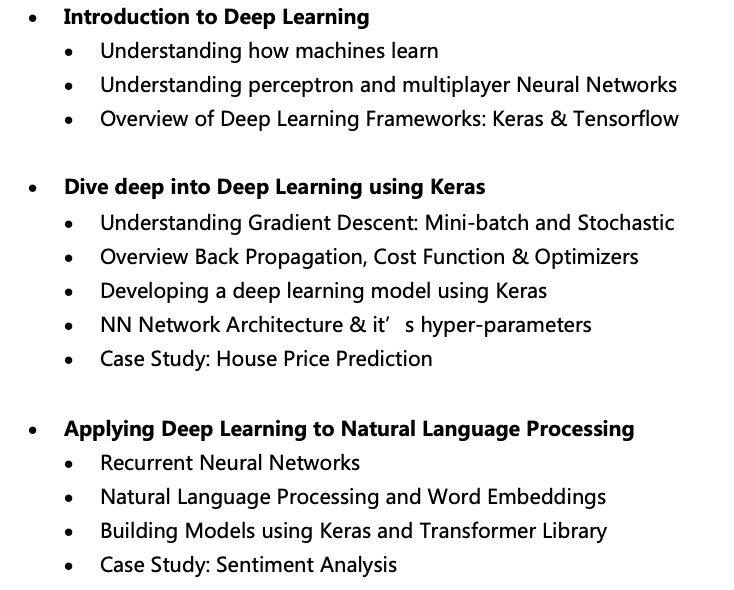 • Introduction to Deep Learning
• Understanding how machines learn
• Understanding perceptron and multiplayer Neural Networks
• Overview of Deep Learning Frameworks: Keras & Tensorflow
• Dive deep into Deep Learning using Keras
• Understanding Gradient Descent: Mini-batch and Stochastic
• Overview Back Propagation, Cost Function & Optimizers
• Developing a deep learning model using Keras
• NN Network Architecture & it’s hyper-parameters
• Case Study: House Price Prediction
• Applying Deep Learning to Natural Language Processing
• Recurrent Neural Networks
• Natural Language Processing and Word Embeddings
• Building Models using Keras and Transformer Library
• Case Study: Sentiment Analysis